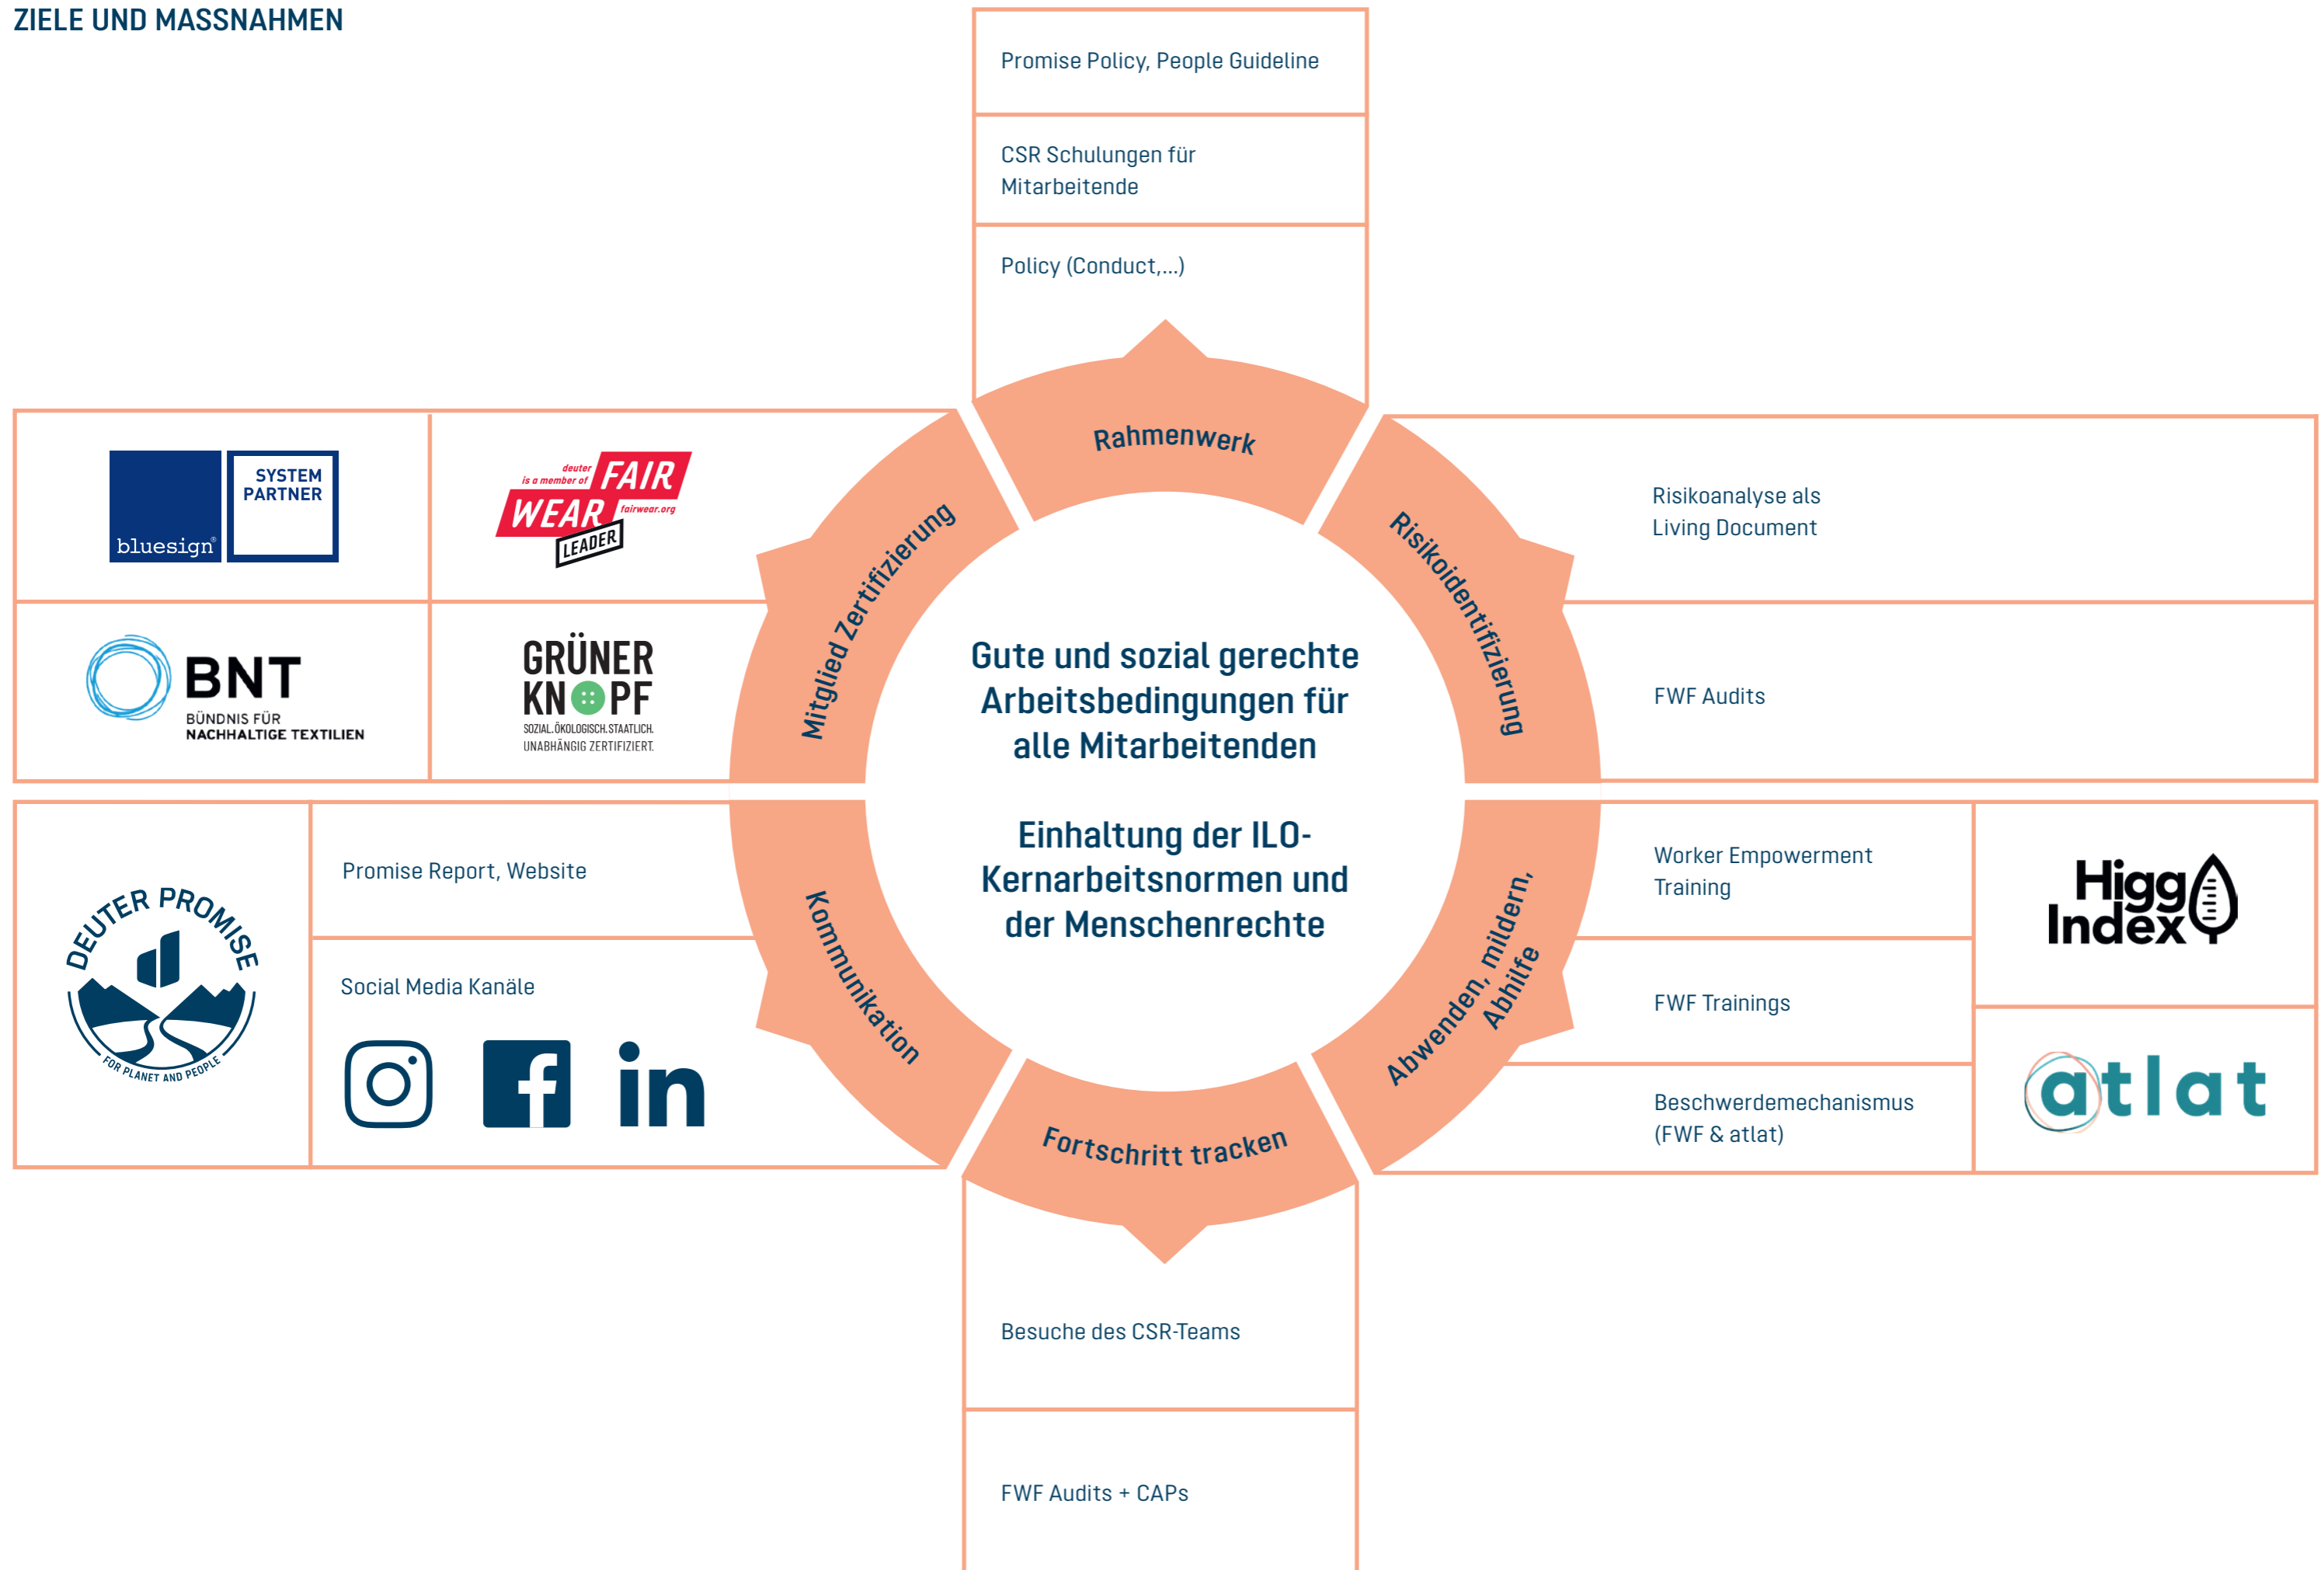 ZIELE UND MASSNAHMEN
Promise Policy, People Guideline
CSR Schulungen für
Mitarbeitende
Policy (Conduct,...)
Rahmenwerk
bluesign®
SYSTEM
PARTNER
deuter
is a member of
FAIR
WEAR
fairwear.org
LEADER
BNT
BÜNDNIS FÜR
NACHHALTIGE TEXTILIEN
GRÜNER
KNOPF
SOZIAL. ÖKOLOGISCH. STAATLICH.
UNABHÄNGIG ZERTIFIZIERT.
Mitglied Zertifizierung
Risikoidentifizierung
Risikoanalyse als
Living Document
FWF Audits
Gute und sozial gerechte
Arbeitsbedingungen für
alle Mitarbeitenden
Einhaltung der ILO-
Kernarbeitsnormen und
der Menschenrechte
DEUTER PROMISE
FOR PLANET AND PEOPLE
Promise Report, Website
Social Media Kanäle
f
in
Kommunikation
Abwenden, mildern,
Abhilfe
Worker Empowerment
Training
FWF Trainings
Beschwerdemechanismus
(FWF & atlat)
Higg
Index
atlat
Fortschritt tracken
Besuche des CSR-Teams
FWF Audits + CAPs